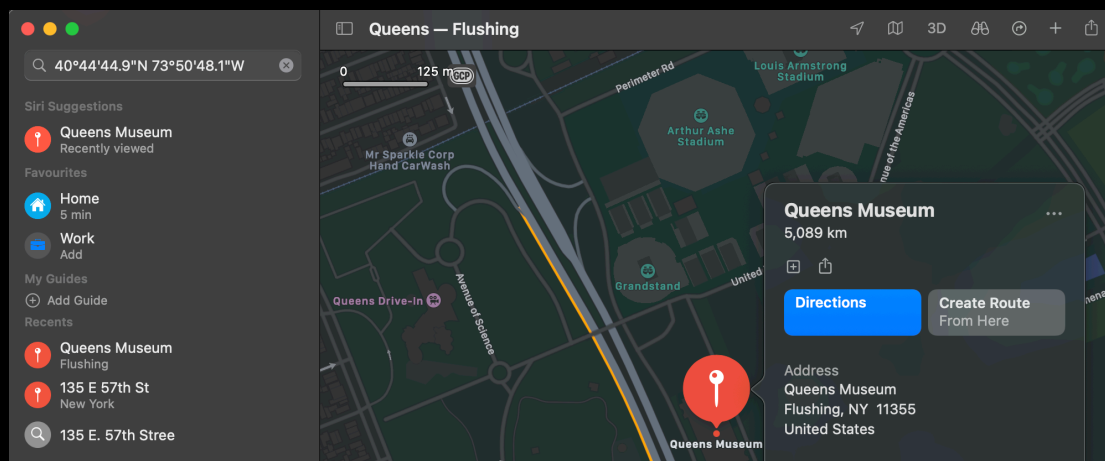 Queens — Flushing
3D
40°44'44.9"N 73°50'48.1"W
Siri Suggestions
Queens Museum
Recently viewed
Favourites
Home
5 min
Work
Add
My Guides
Add Guide
Recents
Queens Museum
Flushing
135 E 57th St
New York
135 E. 57th Stree
0
125 m
GCP
Perimeter Rd
Louis Armstrong
Stadium
Arthur Ashe
Stadium
Mr Sparkle Corp
Hand CarWash
nue of the Americas
Queens Drive-In
Avenue of Science
Grandstand
United
Queens Museum
Queens Museum
5,089 km
Directions
Create Route
From Here
Address
Queens Museum
Flushing, NY 11355
United States